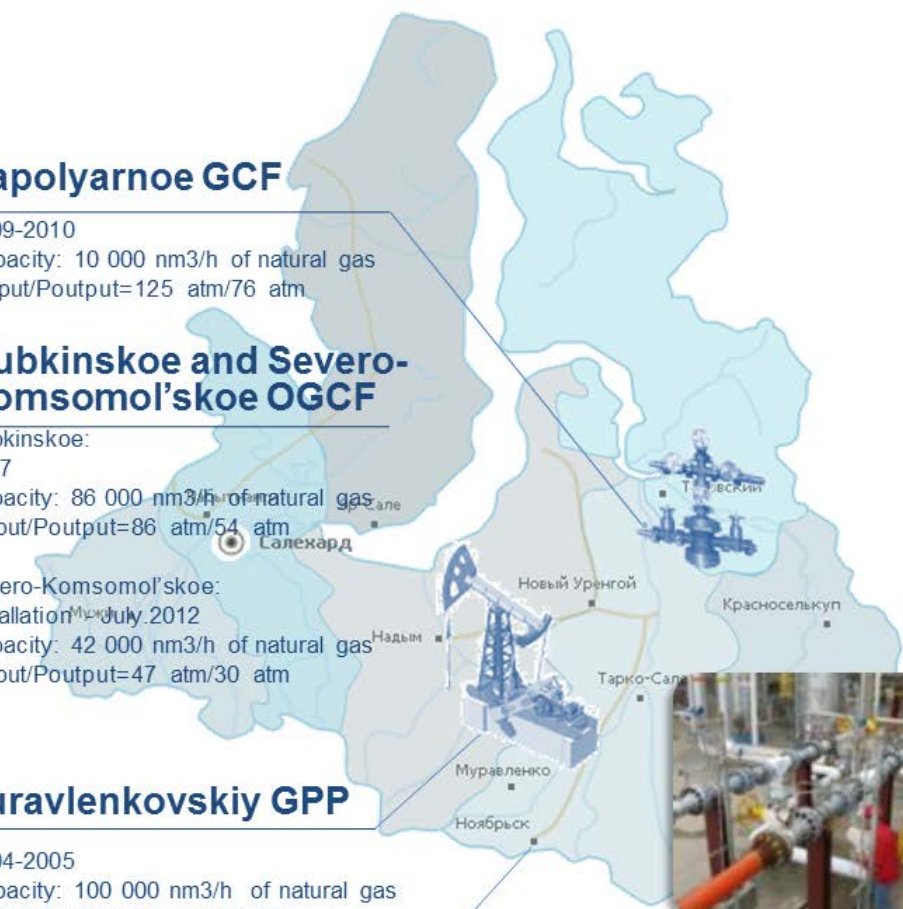 apolyarnoe GCF
09-2010
pacity: 10 000 nm3/h of natural gas
put/Poutput=125 atm/76 atm
ubkinskoe and Severo-
omsomol'skoe OGCF
okinskoe:
7
pacity: 86 000 nm3/h of natural gas
out/Poutput=86 atm/54 atm
Салехард
ero-Komsomol'skoe:
allation - July.2012
pacity: 42 000 nm3/h of natural gas
out/Poutput=47 atm/30 atm
Новый Уренгой
Красноселькуп
Надым
Тарко-Сале
Муравленко
Ноябрьск
uravlenkovskiy GPP
04-2005
pacity: 100 000 nm3/h of natural gas